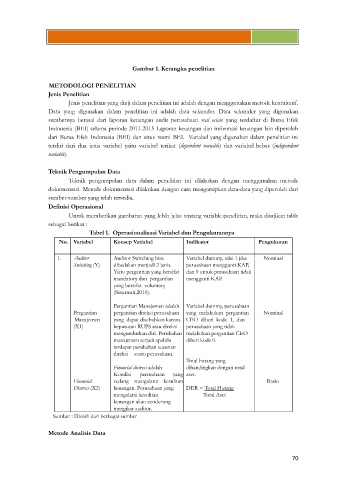 Gambar 1. Kerangka penelitian
METODOLOGI PENELITIAN
Jenis Penelitian
Jenis penelitian yang diuji dalam penelitian ini adalah dengan menggunakan metode kuantitatif.
Data yang digunakan dalam penelitian ini adalah data sekunder. Data sekunder yang digunakan
sumbernya berasal dari laporan keuangan audit perusahaan real estate yang terdaftar di Bursa Efek
Indonesia (BEI) selama periode 2011-2015. Laporan keuangan dan informasi keuangan lain diperoleh
dari Bursa Efek Indonesia (BEI) dan situs resmi BEI. Variabel yang digunakan dalam penelitian ini
terdiri dari dua jenis variabel yaitu variabel terikat (dependent variable) dan variabel bebas (independent
variable).
Teknik Pengumpulan Data
Teknik pengumpulan data dalam penelitian ini dilakukan dengan menggunakan metode
dokumentasi. Metode dokumentasi dilakukan dengan cara mengumpulkan data-data yang diperoleh dari
sumber-sumber yang telah tersedia.
Definisi Operasional
Untuk memberikan gambaran yang lebih jelas tentang variable penelitian, maka disajikan table
sebagai berikut :
Tabel 1. Operasionalisasi Variabel dan Pengukurannya
No. Variabel Konsep Variabel Indikator Pengukuran
1. Auditor Auditor Switching bisa Variabel dummy, nilai 1 jika Nominal
Switching (Y) dibedakan menjadi 2 jenis. perusahaan mengganti KAP,
Yaitu pergantian yang bersifat dan 0 untuk perusahaan tidak
mandatory dan pergantian mengganti KAP.
yang bersifat voluntary
(Susanti,2010).
Pergantian Manajemen adalah Variabel dummy, perusahaan
Pergantian pergantian direksi perusahaan yang melakukan pergantian Nominal
Manajemen yang dapat disebabkan karena CEO diberi kode 1, dan
(X1) keputusan RUPS atau direksi perusahaan yang tidak
mengundurkan diri. Perubahan melakukan pergantian CEO
manajemen terjadi apabila diberi kode 0.
terdapat perubahan susunan
direksi suatu perusahaan.
Total hutang yang
Financial distress adalah dibandingkan dengan total
Kondisi perusahaan yang aset.
Financial sedang mengalami kesulitan Rasio
Distress (X2) keuangan. Perusahaan yang DER = Total Hutang
mengalami kesulitan Total Aset
keuangan akan cenderung
mengganti auditor.
Sumber : Diolah dari berbagai sumber
Metode Analisis Data
70